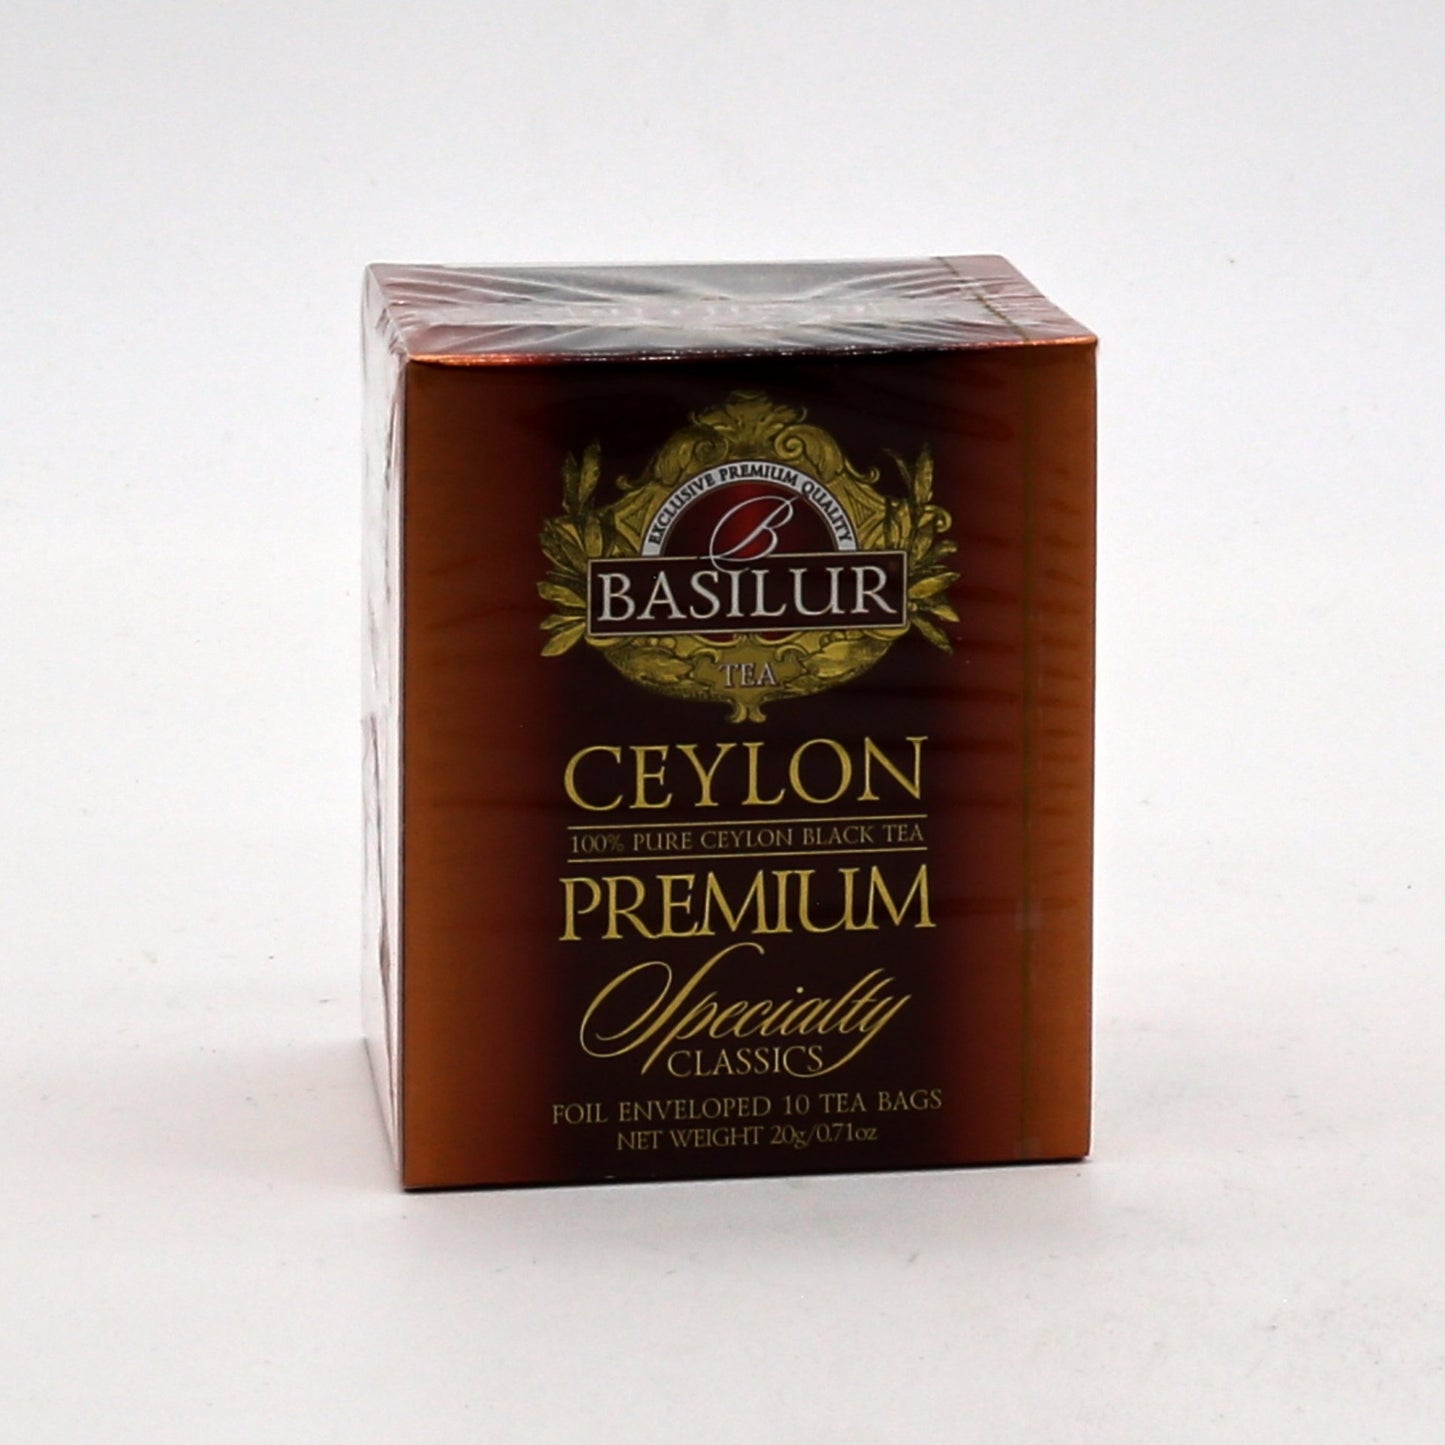 EXCLUSIVE PREMIUM QUALITY
B
BASILUR
TEA
CEYLON
100% PURE CEYLON BLACK TEA
PREMIUM
Specialty
CLASSICS
FOIL ENVELOPED 10 TEA BAGS
NET WEIGHT 20g/0.71oz